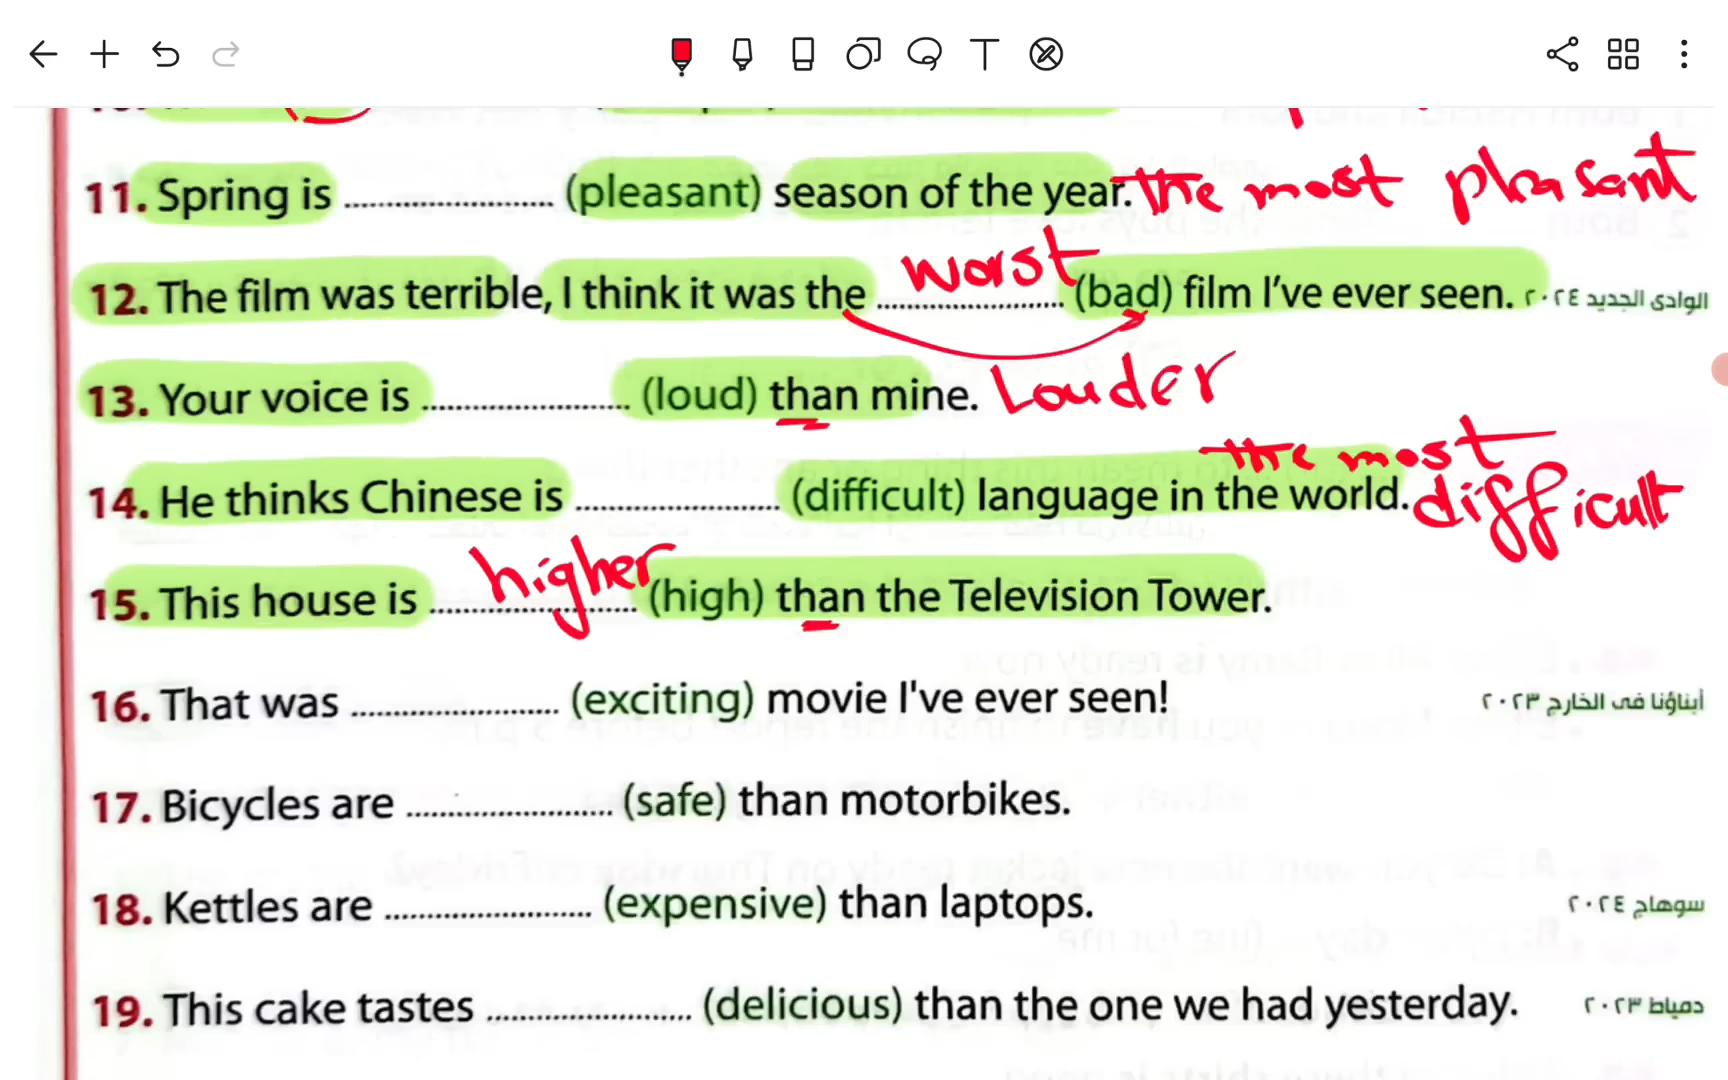 11. Spring is .................... (pleasant) season of the year. the most pleasant
12. The film was terrible, I think it was the .................... (bad) film I've ever seen. الوادى الجديد ٢٠٢٤
worst
13. Your voice is .................... (loud) than mine. Louder
14. He thinks Chinese is .................... (difficult) language in the world. the most difficult
15. This house is .................... (high) than the Television Tower.
higher
16. That was .................... (exciting) movie I've ever seen! أبناؤنا فى الخارج ٢٠٢٣
17. Bicycles are .................... (safe) than motorbikes.
18. Kettles are .................... (expensive) than laptops. سوهاج ٢٠٢٤
19. This cake tastes .................... (delicious) than the one we had yesterday. دمياط ٢٠٢٣